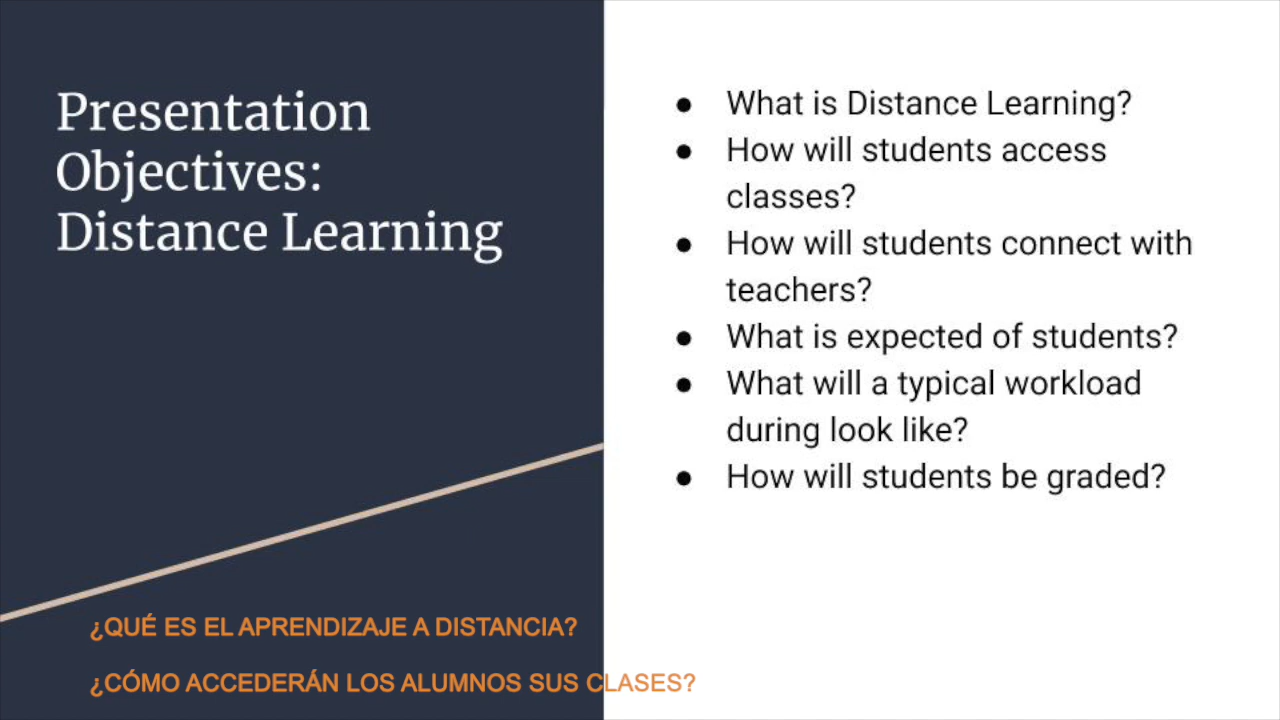 Presentation
Objectives:
Distance Learning
● What is Distance Learning?
● How will students access
classes?
● How will students connect with
teachers?
● What is expected of students?
● What will a typical workload
during look like?
● How will students be graded?
¿QUÉ ES EL APRENDIZAJE A DISTANCIA?
¿CÓMO ACCEDERÁN LOS ALUMNOS SUS CLASES?